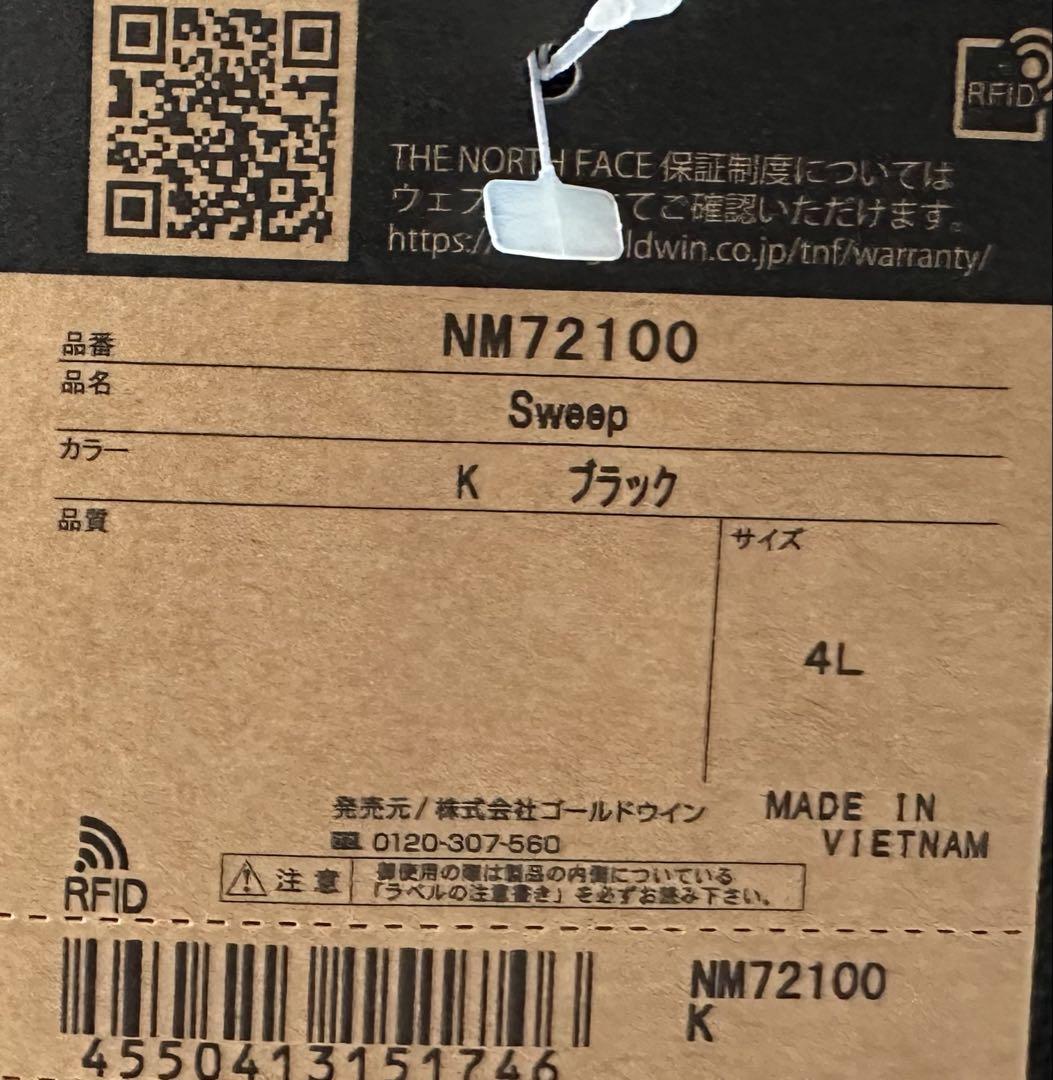 RFID
THE NORTH FACE 保証制度については
ウェブ てご確認いただけます。
https:/ ldwin.co.jp/tnf/warranty/
品番 NM72100
品名 Sweep
カラー K ブラック
品質 サイズ
4L
発売元/株式会社ゴールドウイン MADE IN
0120-307-560 VIETNAM
RFID
注意 御使用の際は製品の内側についている
「ラベルの注意書き」を必ずお読み下さい。
NM72100
K
4550413151746